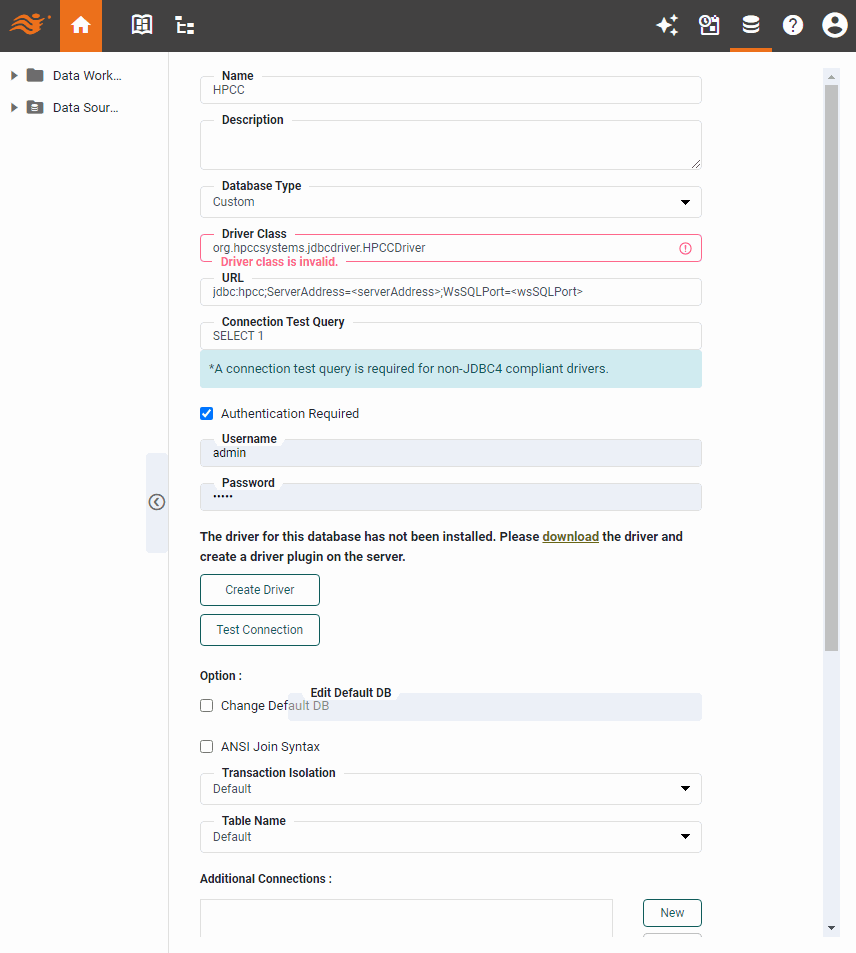 Data Work...
Data Sour...
Name
HPCC
Description
Database Type
Custom
Driver Class
org.hpccsystems.jdbcdriver.HPCCDriver
Driver class is invalid.
URL
jdbc:hpcc;ServerAddress=<serverAddress>;WsSQLPort=<wsSQLPort>
Connection Test Query
SELECT 1
*A connection test query is required for non-JDBC4 compliant drivers.
Authentication Required
Username
admin
Password
•••••
The driver for this database has not been installed. Please download the driver and
create a driver plugin on the server.
Create Driver
Test Connection
Option :
Edit Default DB
Change Default DB
ANSI Join Syntax
Transaction Isolation
Default
Table Name
Default
Additional Connections :
New